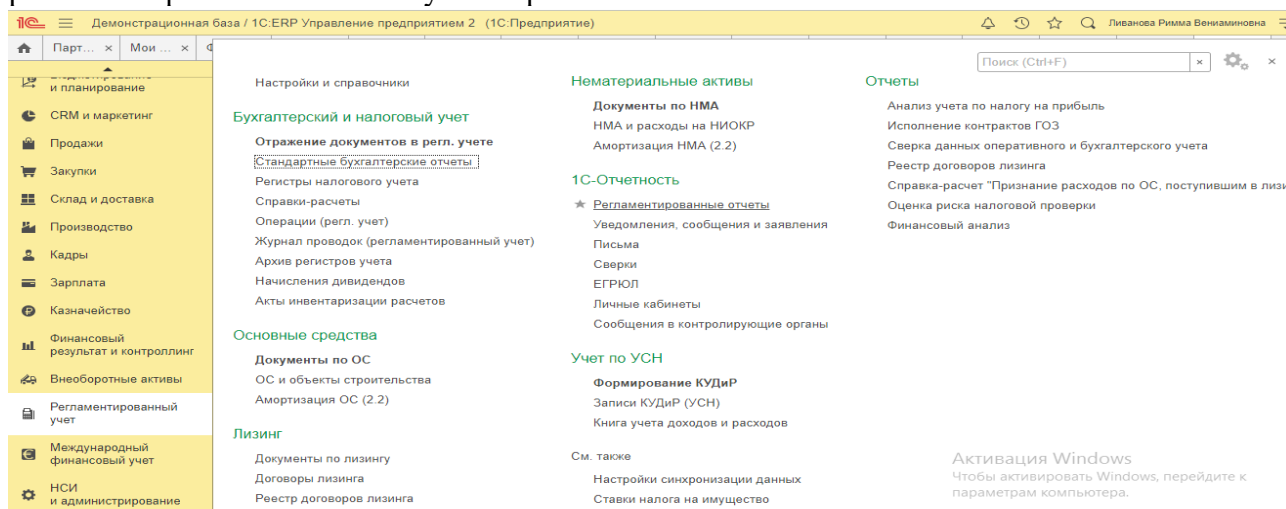 Демонстрационная база / 1С:ERP Управление предприятием 2 (1С:Предприятие)
Ливанова Римма Вениаминовна
Парт...
Мои ...
и планирование
CRM и маркетинг
Продажи
Закупки
Склад и доставка
Производство
Кадры
Зарплата
Казначейство
Финансовый
результат и контроллинг
Внеоборотные активы
Регламентированный
учет
Международный
финансовый учет
НСИ
и администрирование
Поиск (Ctrl+F)
Настройки и справочники
Бухгалтерский и налоговый учет
Отражение документов в регл. учете
Стандартные бухгалтерские отчеты
Регистры налогового учета
Справки-расчеты
Операции (регл. учет)
Журнал проводок (регламентированный учет)
Архив регистров учета
Начисления дивидендов
Акты инвентаризации расчетов
Основные средства
Документы по ОС
ОС и объекты строительства
Амортизация ОС (2.2)
Лизинг
Документы по лизингу
Договоры лизинга
Реестр договоров лизинга
Нематериальные активы
Документы по НМА
НМА и расходы на НИОКР
Амортизация НМА (2.2)
1С-Отчетность
Регламентированные отчеты
Уведомления, сообщения и заявления
Письма
Сверки
ЕГРЮЛ
Личные кабинеты
Сообщения в контролирующие органы
Учет по УСН
Формирование КУДиР
Записи КУДиР (УСН)
Книга учета доходов и расходов
См. также
Настройки синхронизации данных
Ставки налога на имущество
Отчеты
Анализ учета по налогу на прибыль
Исполнение контрактов ГОЗ
Сверка данных оперативного и бухгалтерского учета
Реестр договоров лизинга
Справка-расчет "Признание расходов по ОС, поступившим в лизи
Оценка риска налоговой проверки
Финансовый анализ
Активация Windows
Чтобы активировать Windows, перейдите к
параметрам компьютера.